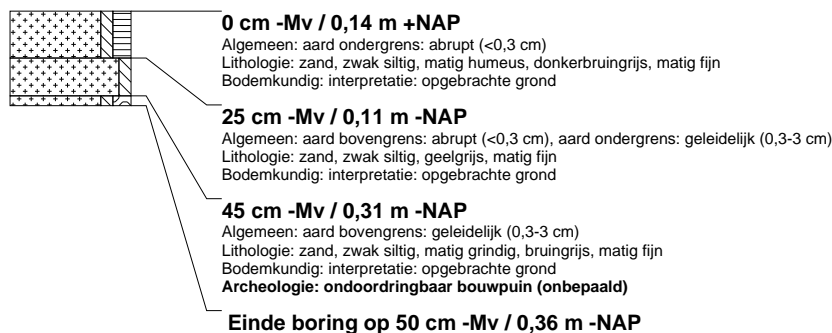 0 cm -Mv / 0,14 m +NAP
Algemeen: aard ondergrens: abrupt (<0,3 cm)
Lithologie: zand, zwak siltig, matig humeus, donkerbruingrijs, matig fijn
Bodemkundig: interpretatie: opgebrachte grond
25 cm -Mv / 0,11 m -NAP
Algemeen: aard bovengrens: abrupt (<0,3 cm), aard ondergrens: geleidelijk (0,3-3 cm)
Lithologie: zand, zwak siltig, geelgrijs, matig fijn
Bodemkundig: interpretatie: opgebrachte grond
45 cm -Mv / 0,31 m -NAP
Algemeen: aard bovengrens: geleidelijk (0,3-3 cm)
Lithologie: zand, zwak siltig, matig grindig, bruingrijs, matig fijn
Bodemkundig: interpretatie: opgebrachte grond
Archeologie: ondoordringbaar bouwpuin (onbepaald)
Einde boring op 50 cm -Mv / 0,36 m -NAP